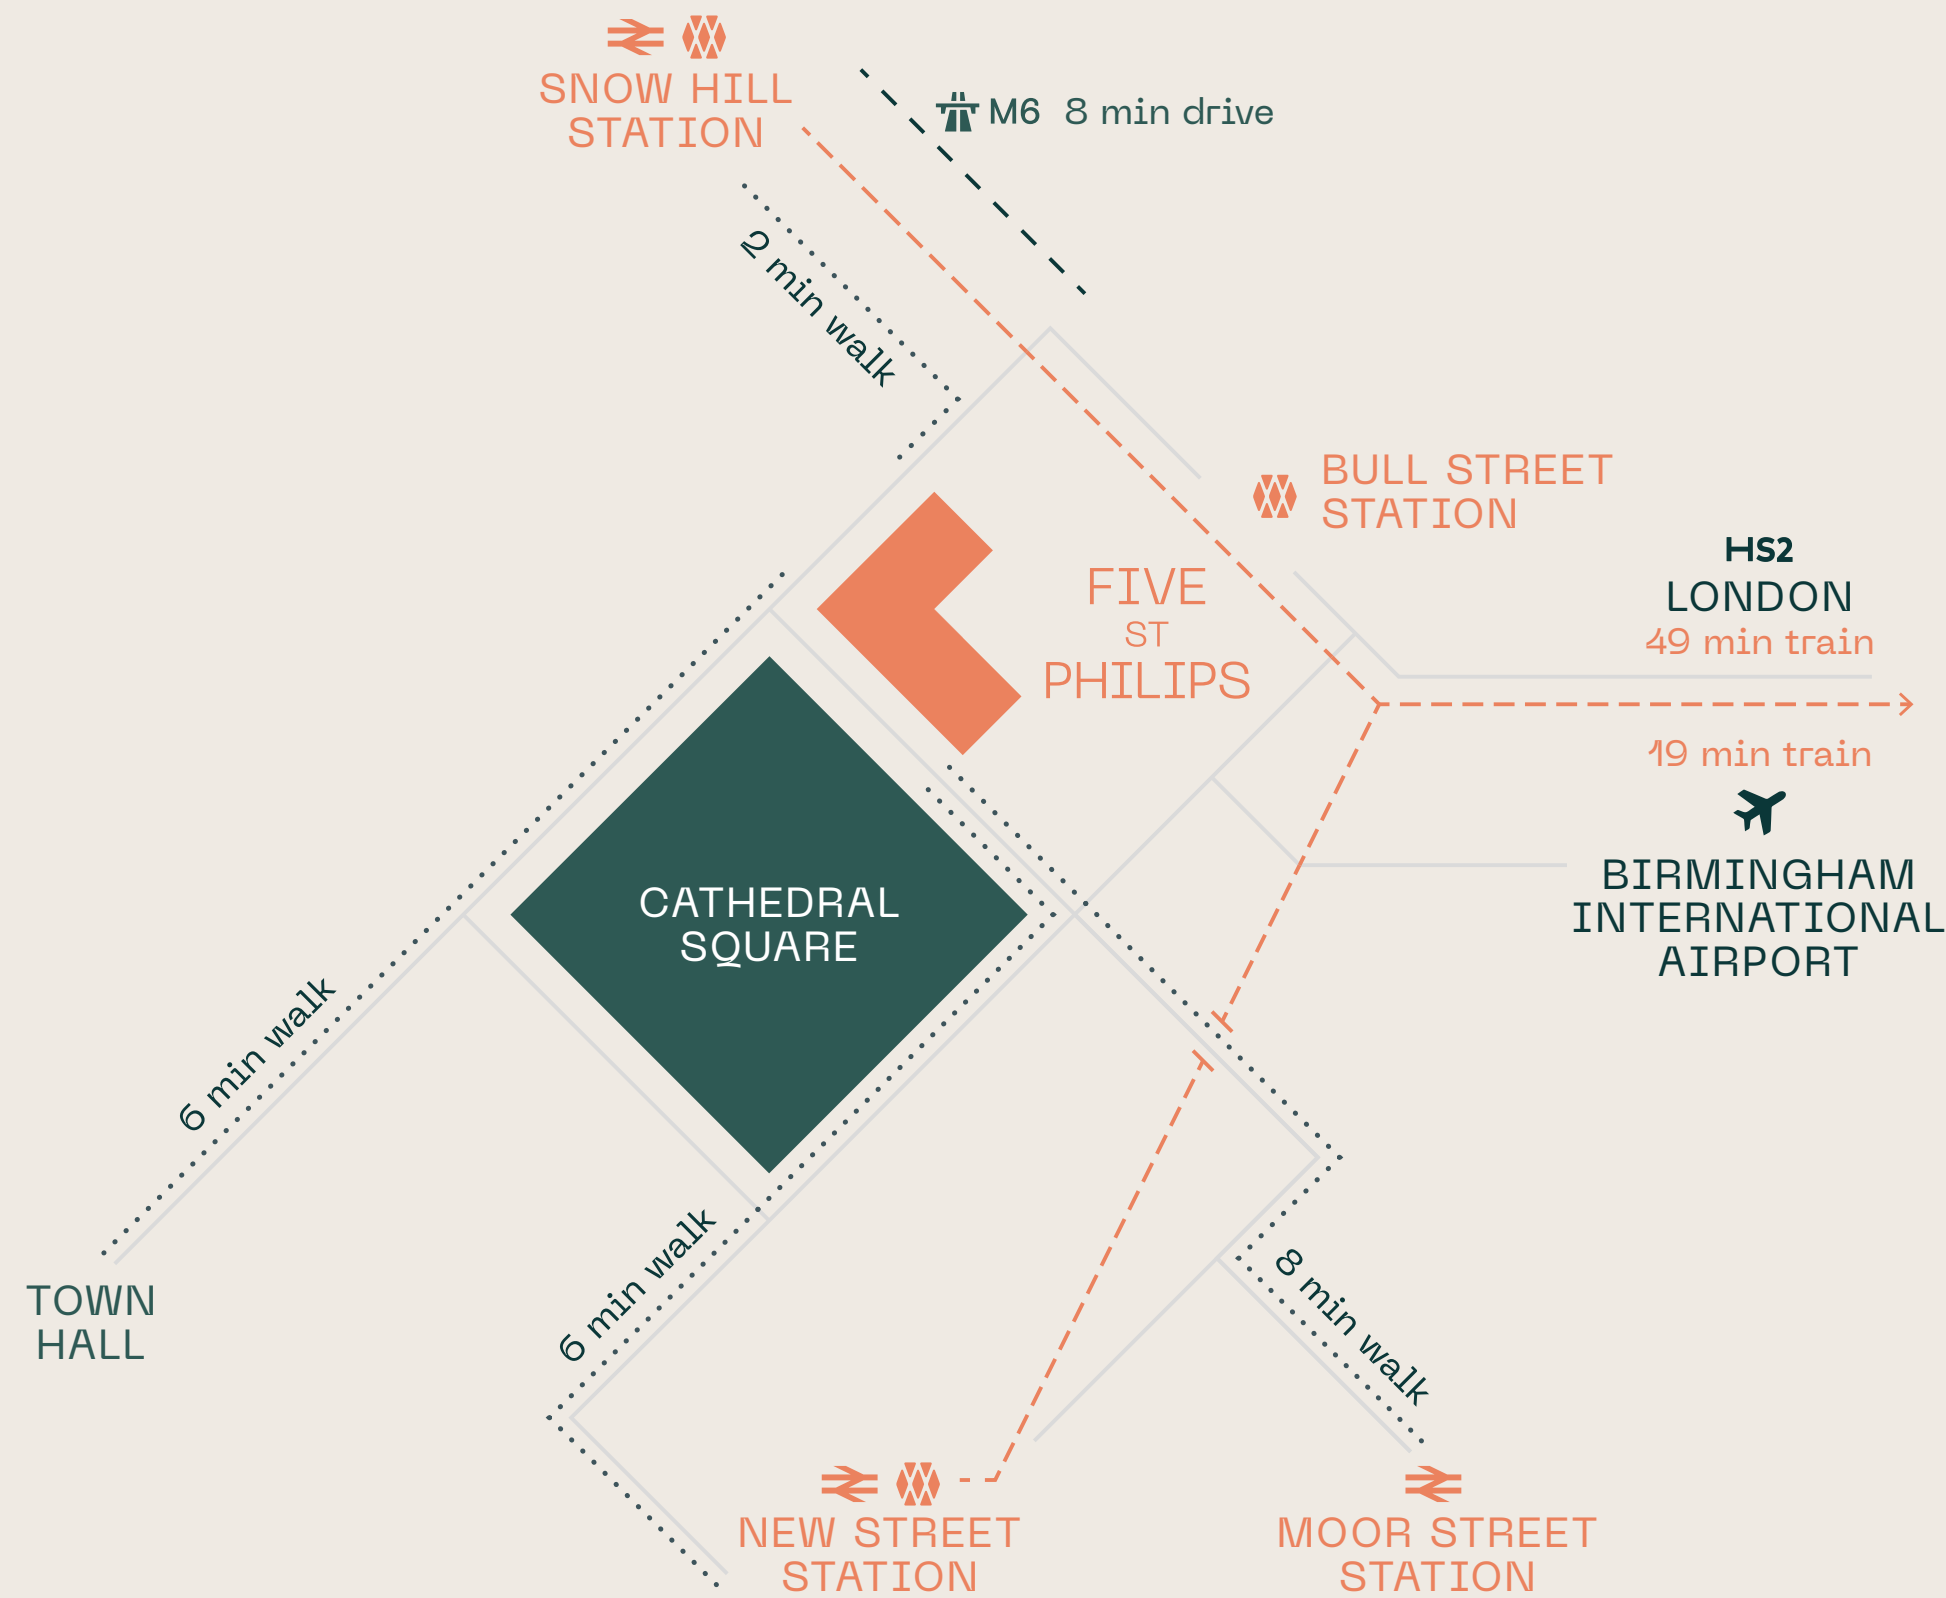 SNOW HILL
STATION
M6 8 min drive
2 min walk
BULL STREET
STATION
HS2
LONDON
49 min train
FIVE
ST
PHILIPS
19 min train
BIRMINGHAM
INTERNATIONAL
AIRPORT
CATHEDRAL
SQUARE
6 min walk
TOWN
HALL
6 min walk
8 min walk
NEW STREET
STATION
MOOR STREET
STATION